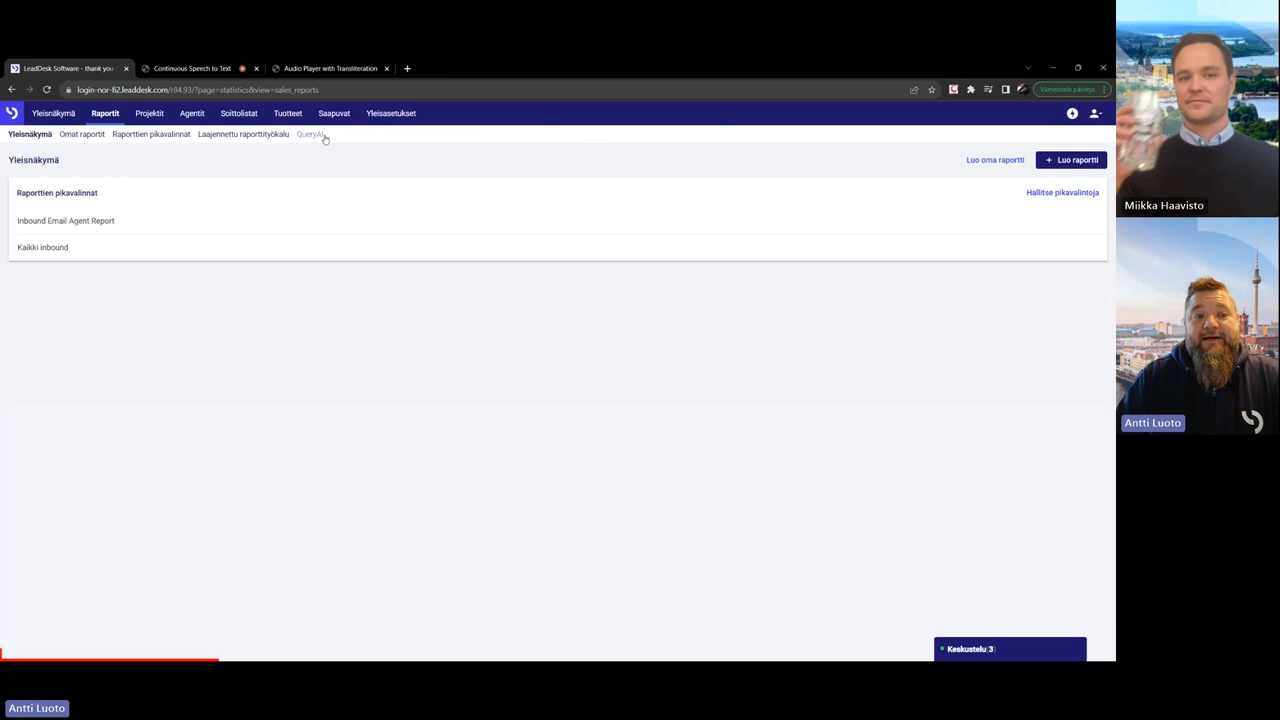 LeadDesk Software - thank you
Continuous Speech to Text
Audio Player with Transliteration
login-nor-fi2.leaddesk.com/r84.93/?page=statistics&view=sales_reports
Viimeistele päivitys
Yleisnäkymä Raportit Projektit Agentit Soittolistat Tuotteet Saapuvat Yleisasetukset
Yleisnäkymä Omat raportit Raporttien pikavalinnat Laajennettu raporttityökalu QueryAI
Yleisnäkymä
Luo oma raportti
+ Luo raportti
Raporttien pikavalinnat
Hallitse pikavalintoja
Inbound Email Agent Report
Kaikki inbound
Keskustelu (3)
Miikka Haavisto
Antti Luoto
Antti Luoto